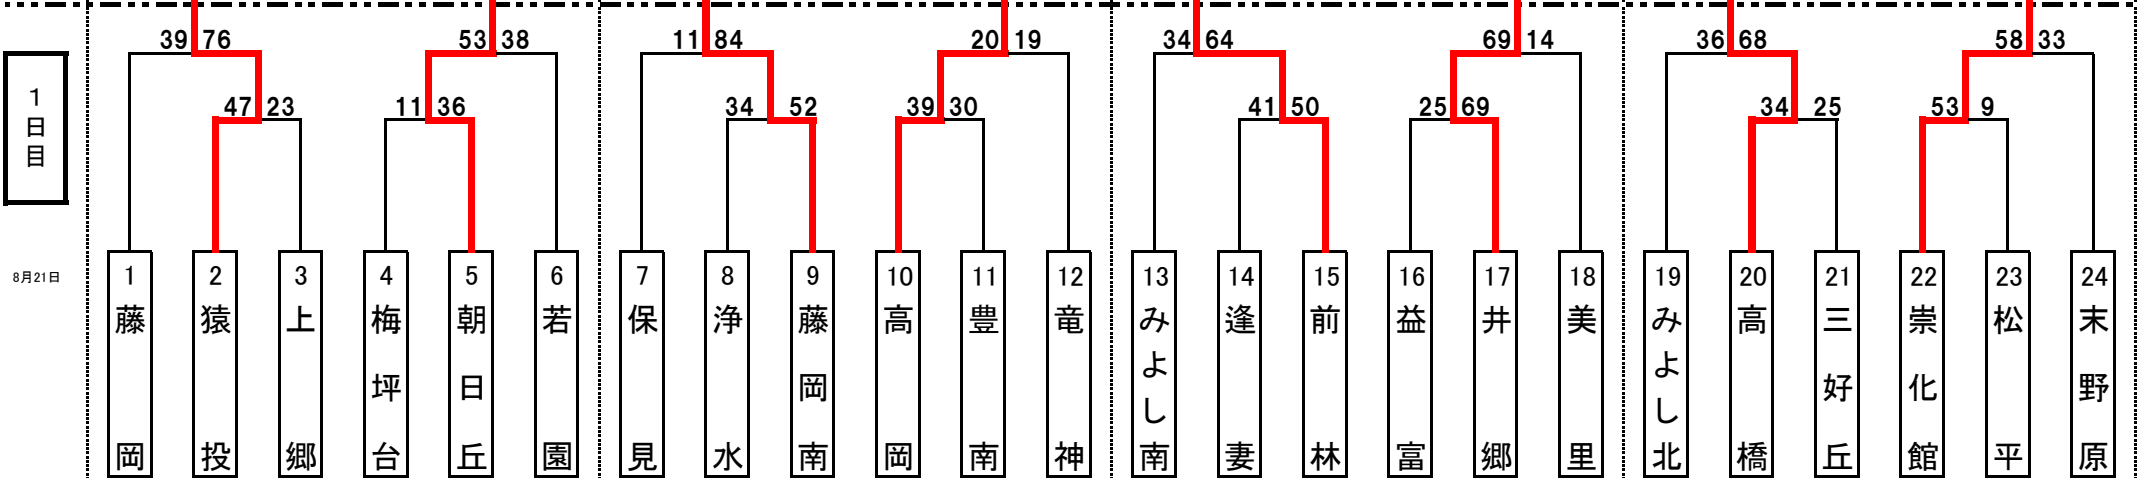 39 76 53 38 11 84 20 19 34 64 69 14 36 68 58 33
1日目
47 23 11 36 34 52 39 30 41 50 25 69 34 25 53 9
8月21日
1 藤岡
2 猿投
3 上郷
4 梅坪台
5 朝日丘
6 若園
7 保見
8 浄水
9 藤岡南
10 高岡
11 豊南
12 竜神
13 みよし南
14 逢妻
15 前林
16 益富
17 井郷
18 美里
19 みよし北
20 高橋
21 三好丘
22 崇化館
23 松平
24 末野原